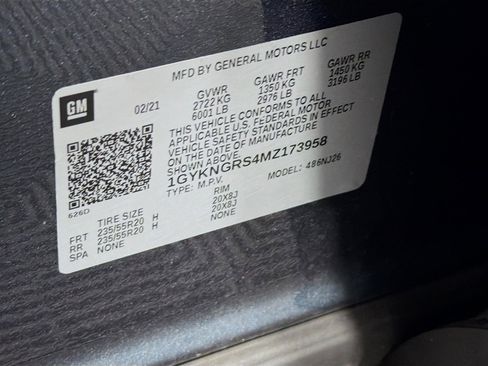 MFD BY GENERAL MOTORS LLC
GM
02/21
GVWR GAWR FRT GAWR RR
2722 KG 1350 KG 1450 KG
6001 LB 2976 LB 3196 LB
THIS VEHICLE CONFORMS TO ALL
APPLICABLE U.S. FEDERAL MOTOR
VEHICLE SAFETY STANDARDS IN EFFECT
ON THE DATE OF MANUFACTURE
SHOWN ABOVE.
1GYKNGRS4MZ173958
TYPE: M.P.V. MODEL: 486NJ26
626D
TIRE SIZE RIM
FRT 235/55R20 H 20X8J
RR 235/55R20 H 20X8J
SPA NONE NONE